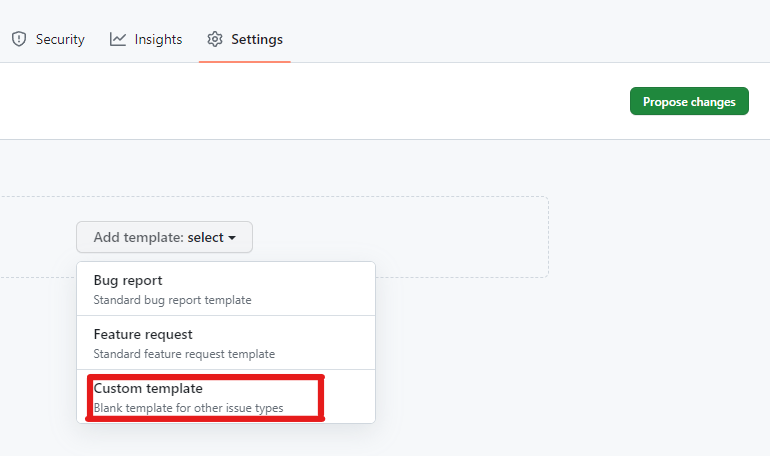 Security Insights Settings
Propose changes
Add template: select
Bug report
Standard bug report template
Feature request
Standard feature request template
Custom template
Blank template for other issue types